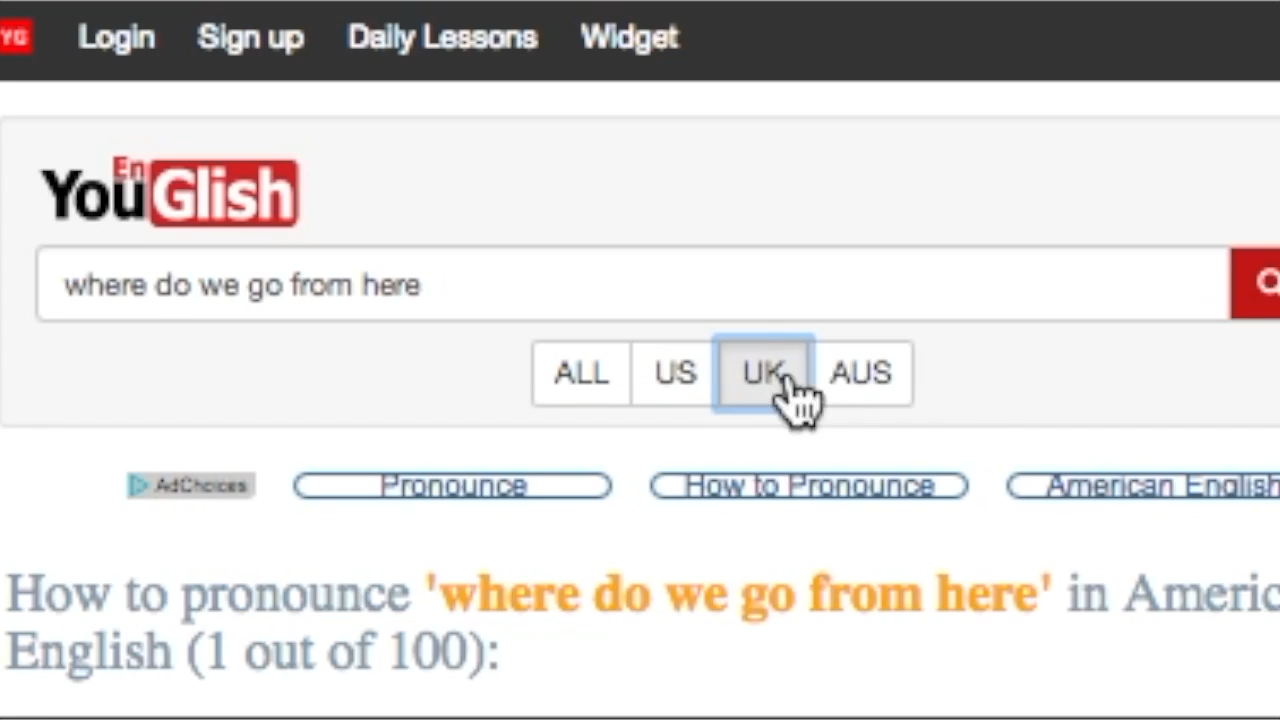 YG Login Sign up Daily Lessons Widget
YouEnGlish
where do we go from here
ALL US UK AUS
AdChoices Pronounce How to Pronounce American English
How to pronounce 'where do we go from here' in Americ
English (1 out of 100):